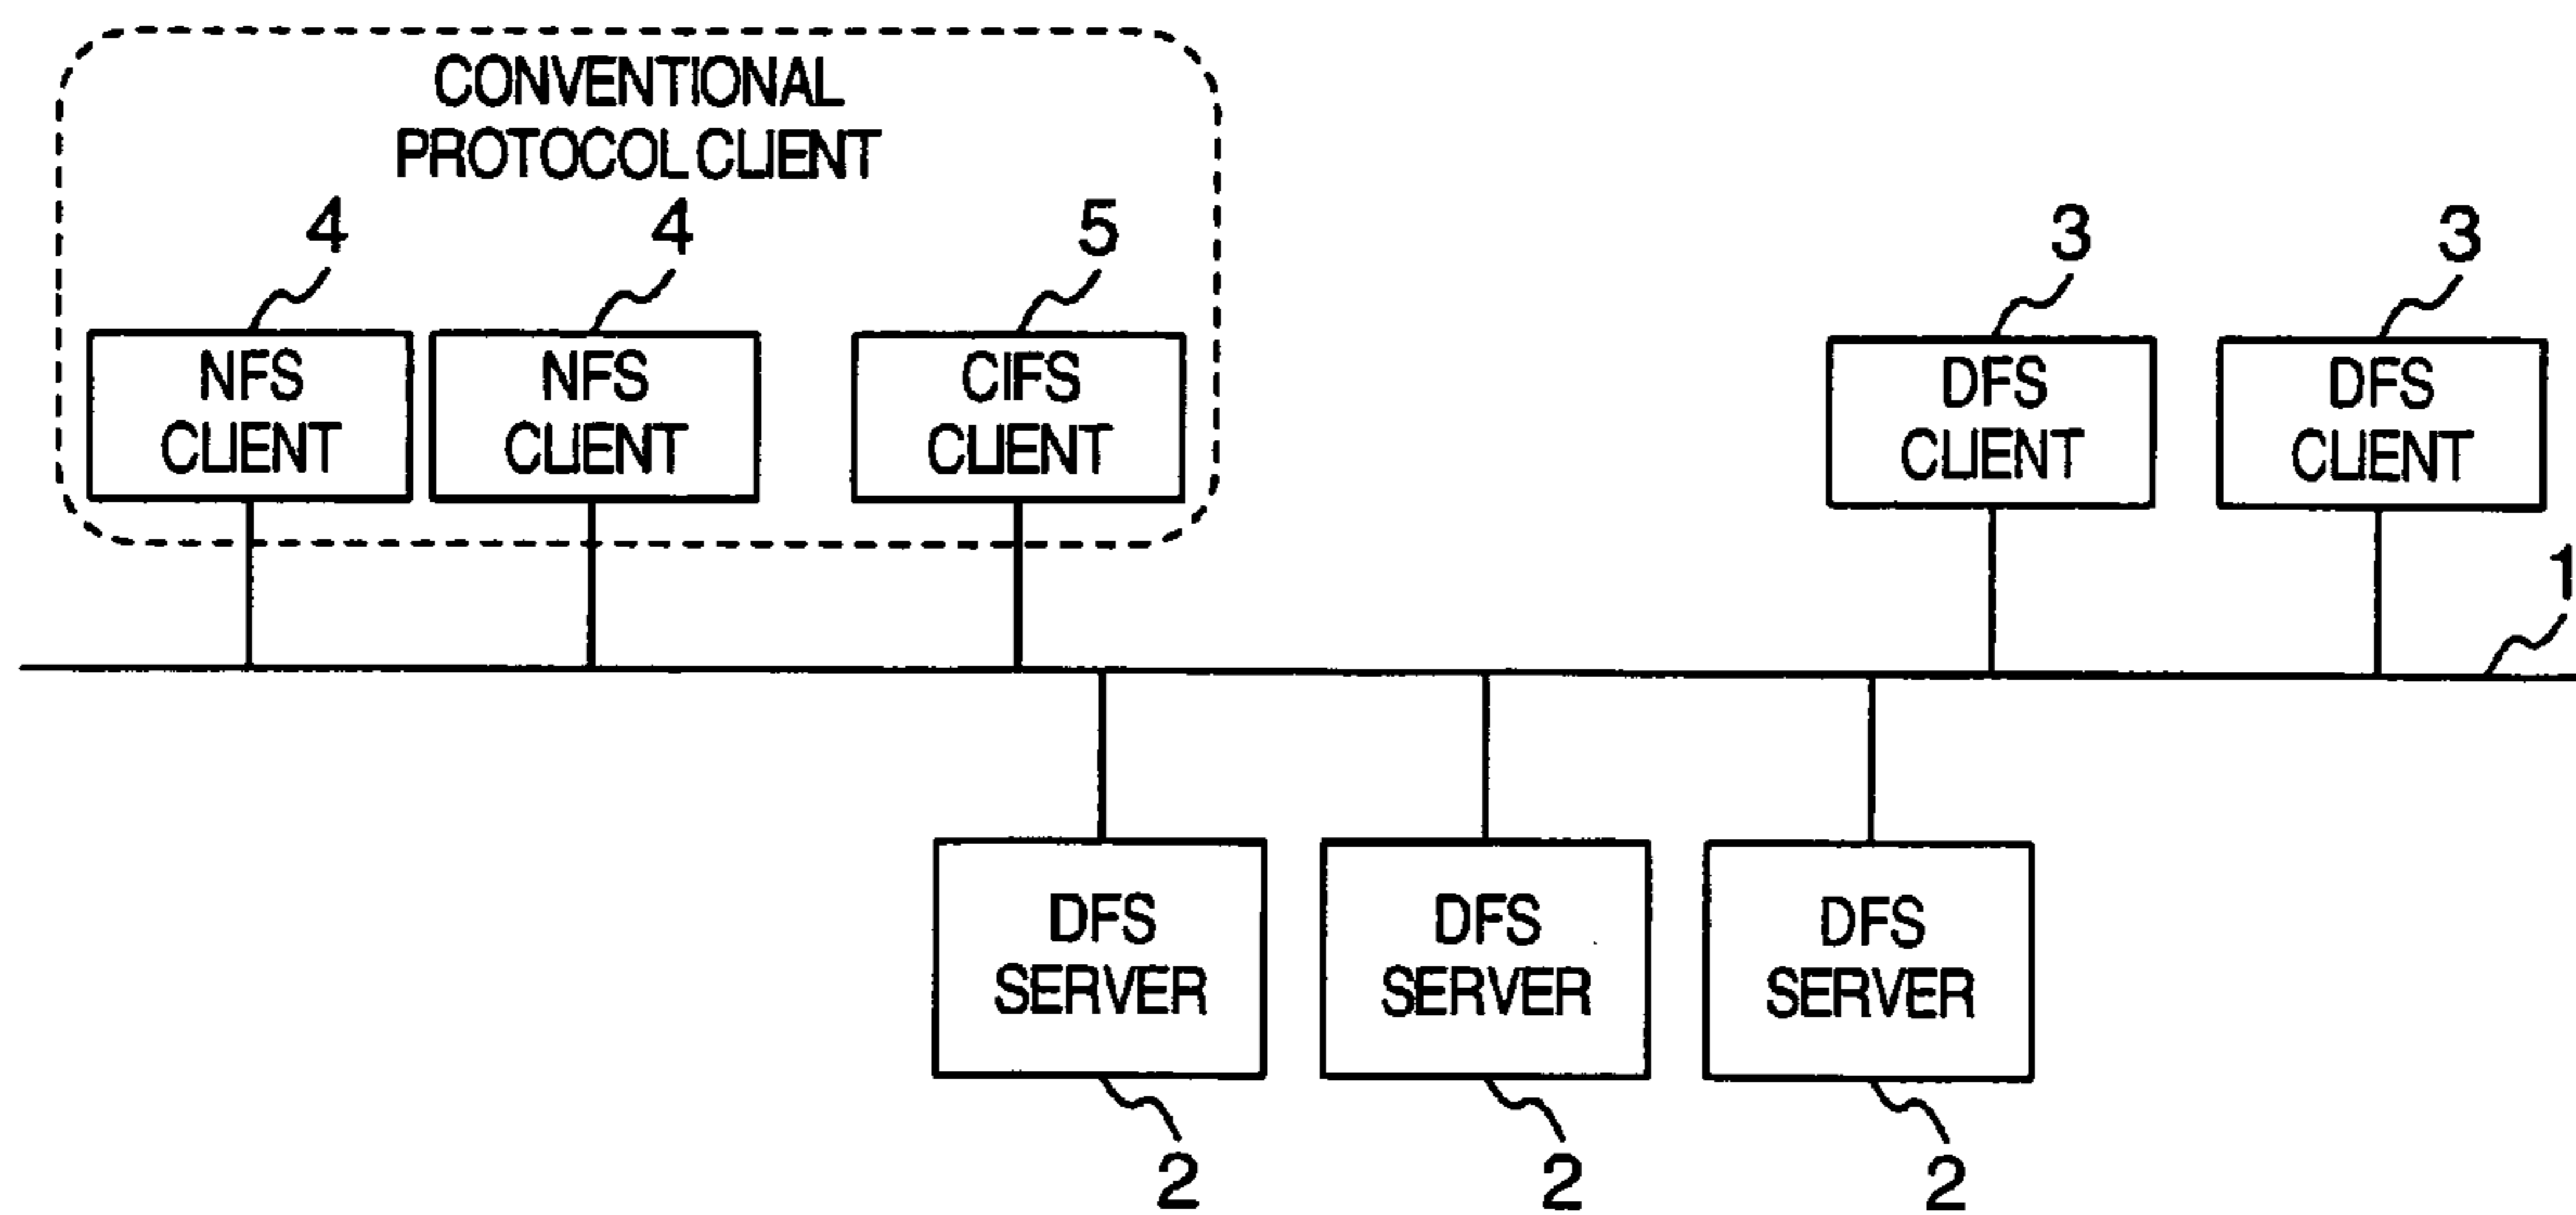 CONVENTIONAL
PROTOCOL CLIENT
4
4
5
3
3
NFS
CLIENT
NFS
CLIENT
CIFS
CLIENT
DFS
CLIENT
DFS
CLIENT
1
DFS
SERVER
DFS
SERVER
DFS
SERVER
2
2
2